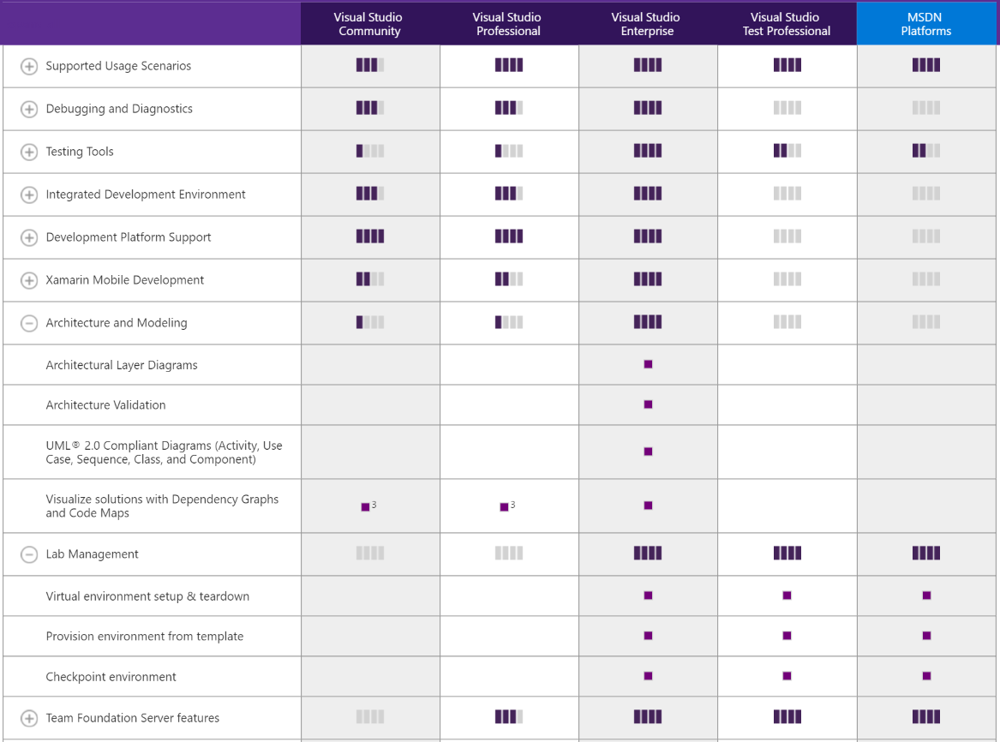 Visual Studio Community
Visual Studio Professional
Visual Studio Enterprise
Visual Studio Test Professional
MSDN Platforms
Supported Usage Scenarios
Debugging and Diagnostics
Testing Tools
Integrated Development Environment
Development Platform Support
Xamarin Mobile Development
Architecture and Modeling
Architectural Layer Diagrams
Architecture Validation
UML® 2.0 Compliant Diagrams (Activity, Use
Case, Sequence, Class, and Component)
Visualize solutions with Dependency Graphs
and Code Maps
3
3
Lab Management
Virtual environment setup & teardown
Provision environment from template
Checkpoint environment
Team Foundation Server features